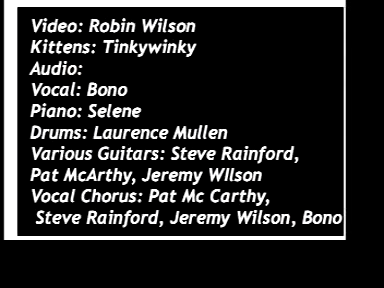 Video: Robin Wilson
Kittens: Tinkywinky
Audio:
Vocal: Bono
Piano: Selene
Drums: Laurence Mullen
Various Guitars: Steve Rainford,
Pat McArthy, Jeremy WIlson
Vocal Chorus: Pat Mc Carthy,
Steve Rainford, Jeremy Wilson, Bono